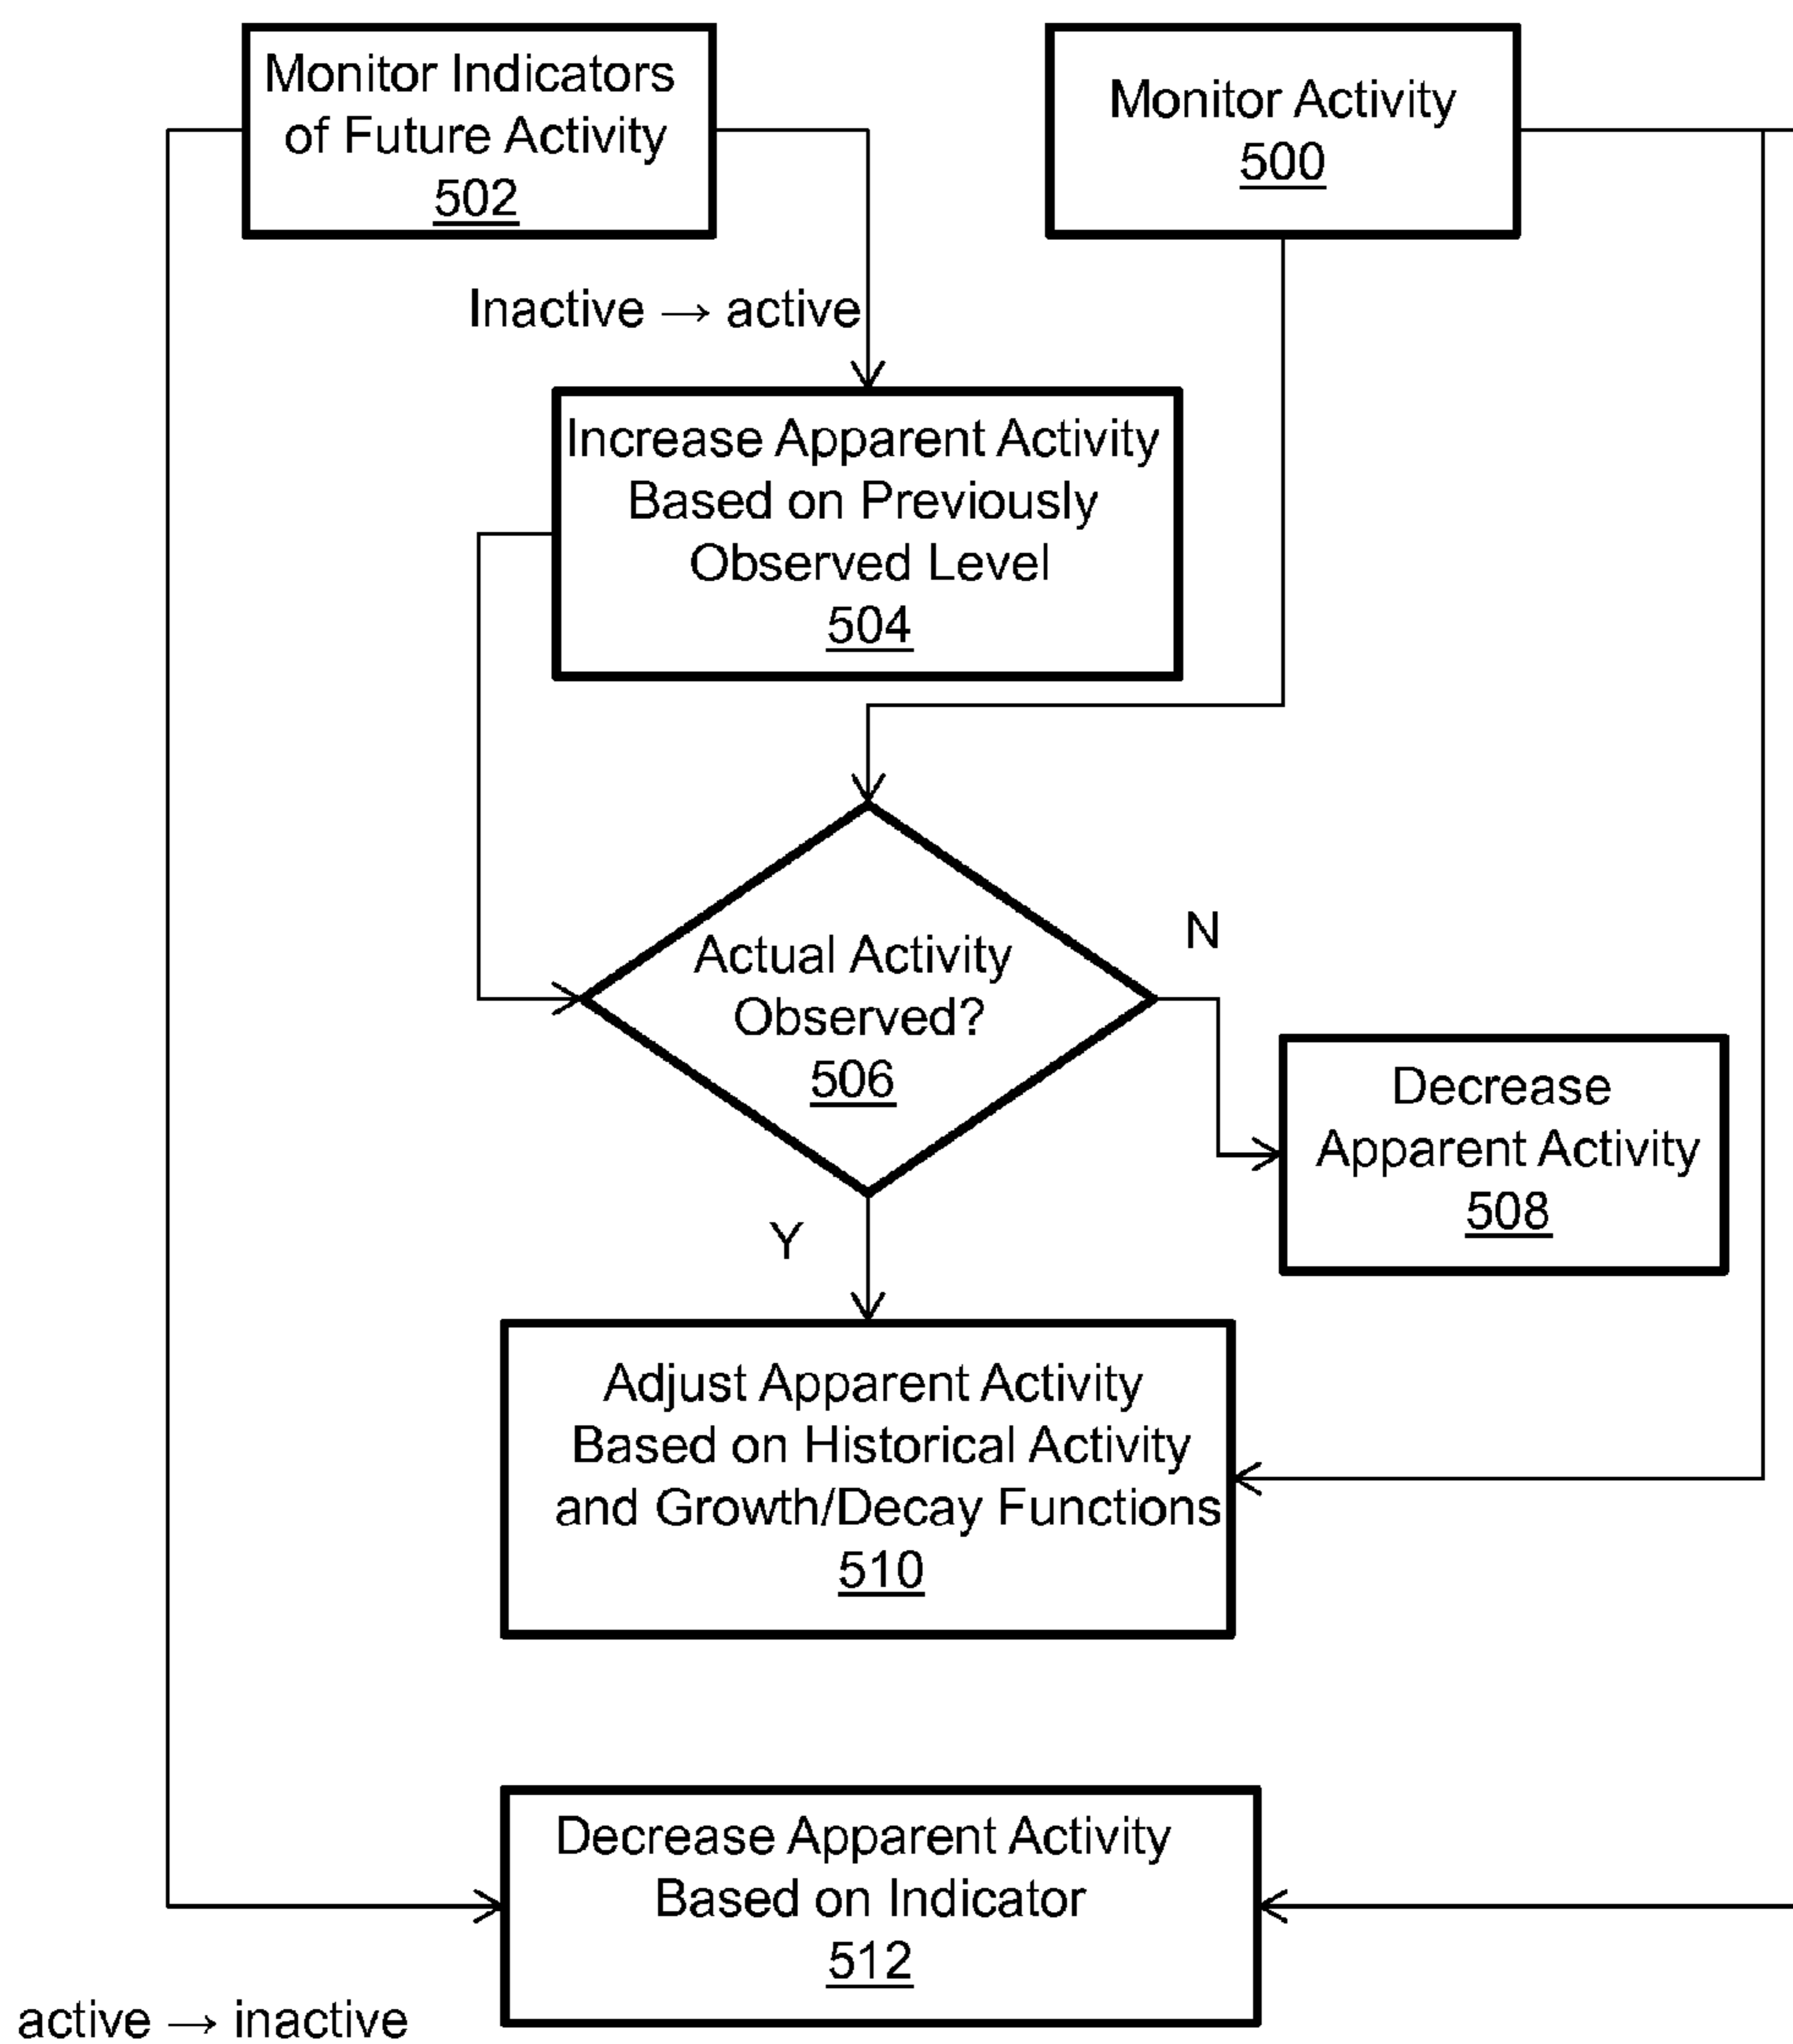 Monitor Indicators
of Future Activity
502
Monitor Activity
500
Inactive → active
Increase Apparent Activity
Based on Previously
Observed Level
504
Actual Activity
Observed?
506
N
Decrease
Apparent Activity
508
Y
Adjust Apparent Activity
Based on Historical Activity
and Growth/Decay Functions
510
Decrease Apparent Activity
Based on Indicator
512
active → inactive